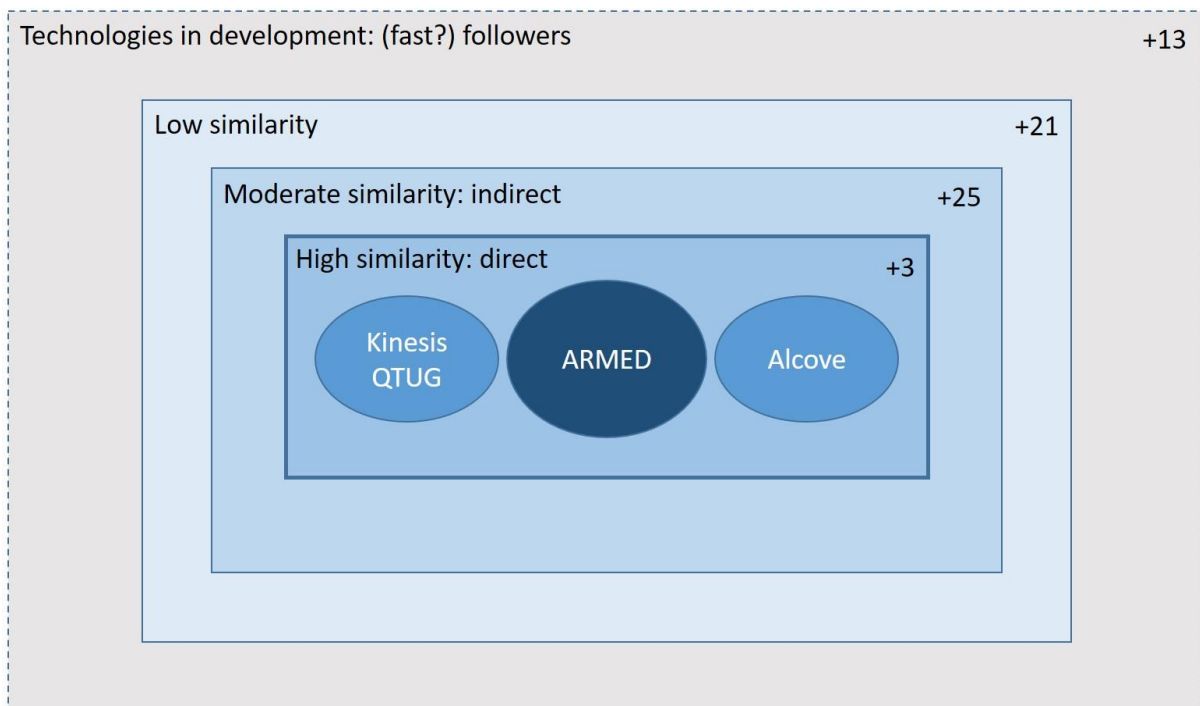 Technologies in development: (fast?) followers
+13
Low similarity
+21
Moderate similarity: indirect
+25
High similarity: direct
+3
Kinesis
QTUG
ARMED
Alcove